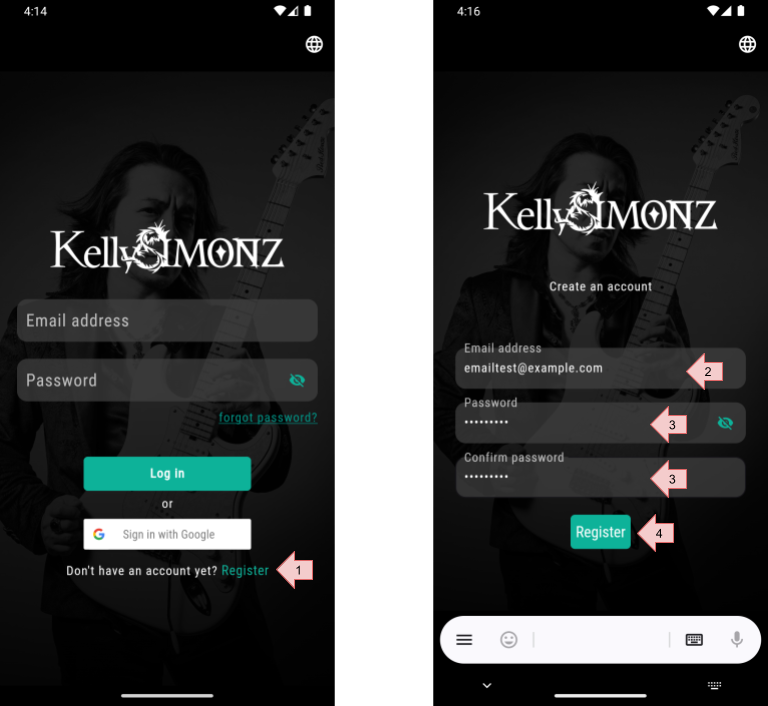 4:14
KellySIMONZ
Email address
Password
forgot password?
Log in
or
Sign in with Google
Don't have an account yet? Register
1
4:16
KellySIMONZ
Create an account
Email address
emailtest@example.com
2
Password
•••••••••
3
Confirm password
•••••••••
3
Register
4